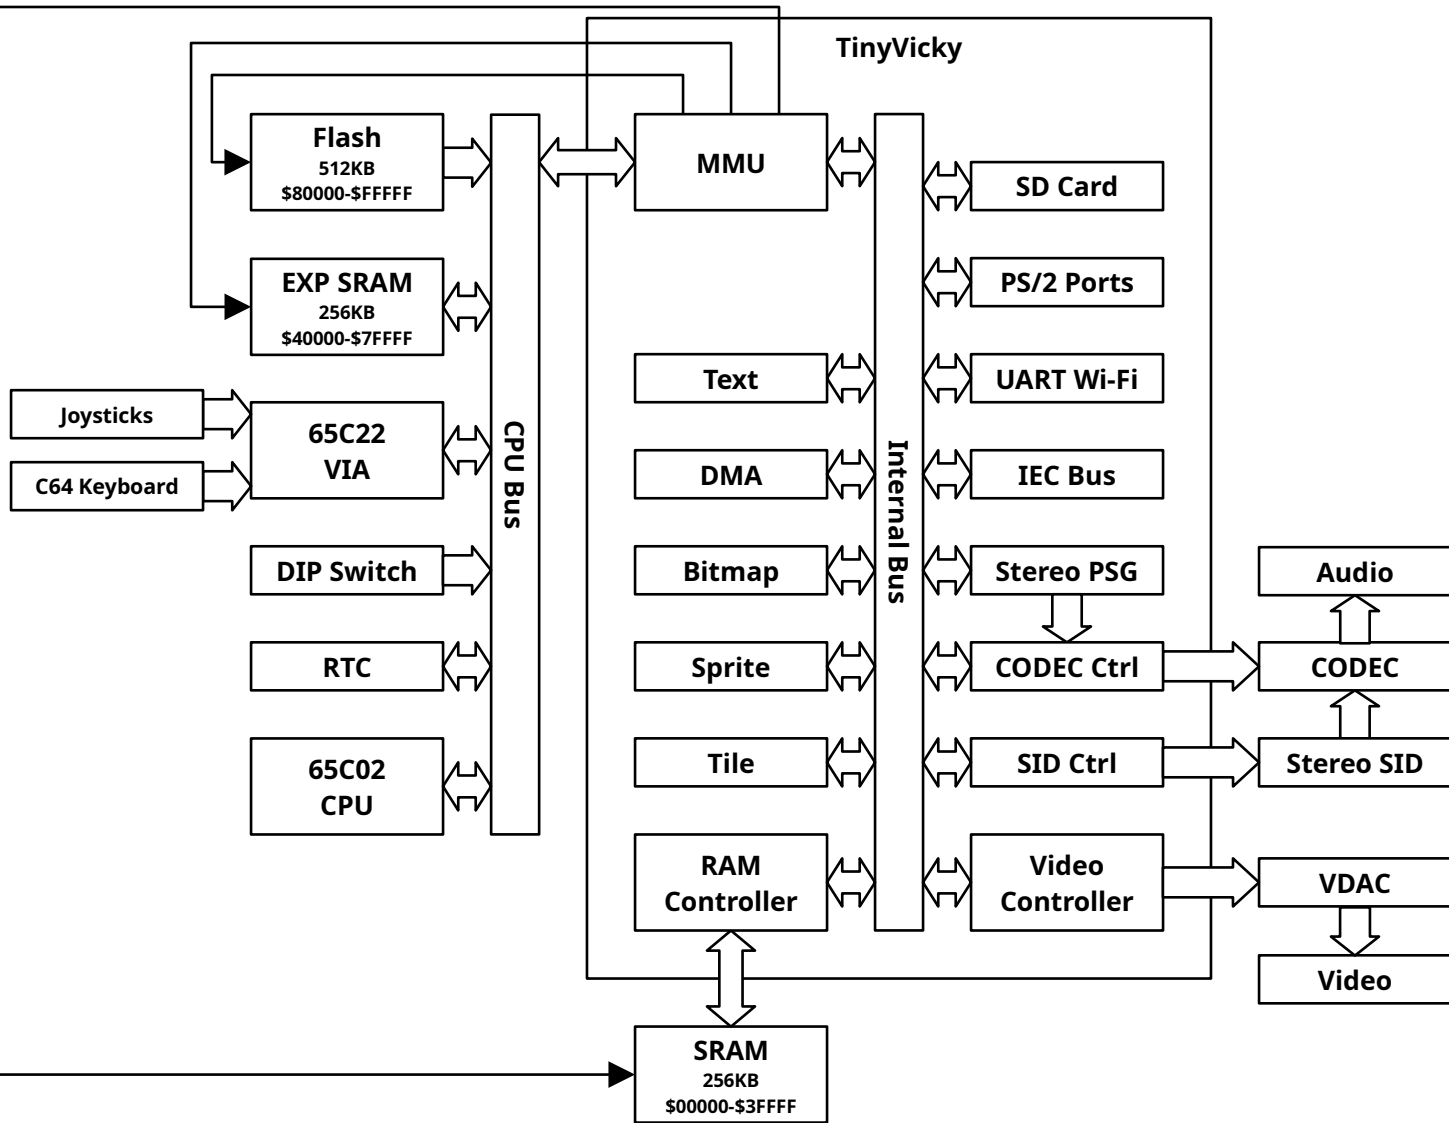 TinyVicky
Flash
512KB
$80000-$FFFFF
MMU
SD Card
EXP SRAM
256KB
$40000-$7FFFF
PS/2 Ports
Text
UART Wi-Fi
Joysticks
C64 Keyboard
65C22
VIA
CPU Bus
DMA
Internal Bus
IEC Bus
DIP Switch
Bitmap
Stereo PSG
Audio
RTC
Sprite
CODEC Ctrl
CODEC
65C02
CPU
Tile
SID Ctrl
Stereo SID
RAM
Controller
Video
Controller
VDAC
Video
SRAM
256KB
$00000-$3FFFF